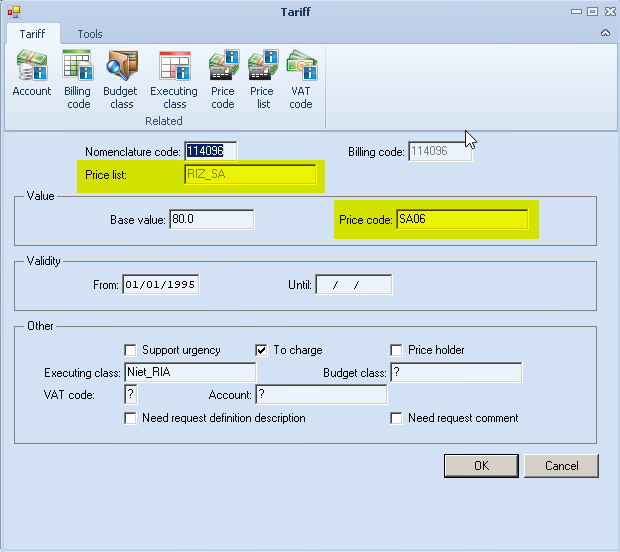 Tariff
Tariff Tools
Account Billing code Budget class Executing class Price code Price list VAT code
Related
Nomenclature code: 114096 Billing code: 114096
Price list: RIZ_SA
Value
Base value: 80.0 Price code: SA06
Validity
From: 01/01/1995 Until: / /
Other
Support urgency To charge Price holder
Executing class: Niet_RIA Budget class: ?
VAT code: ? Account: ?
Need request definition description Need request comment
OK Cancel